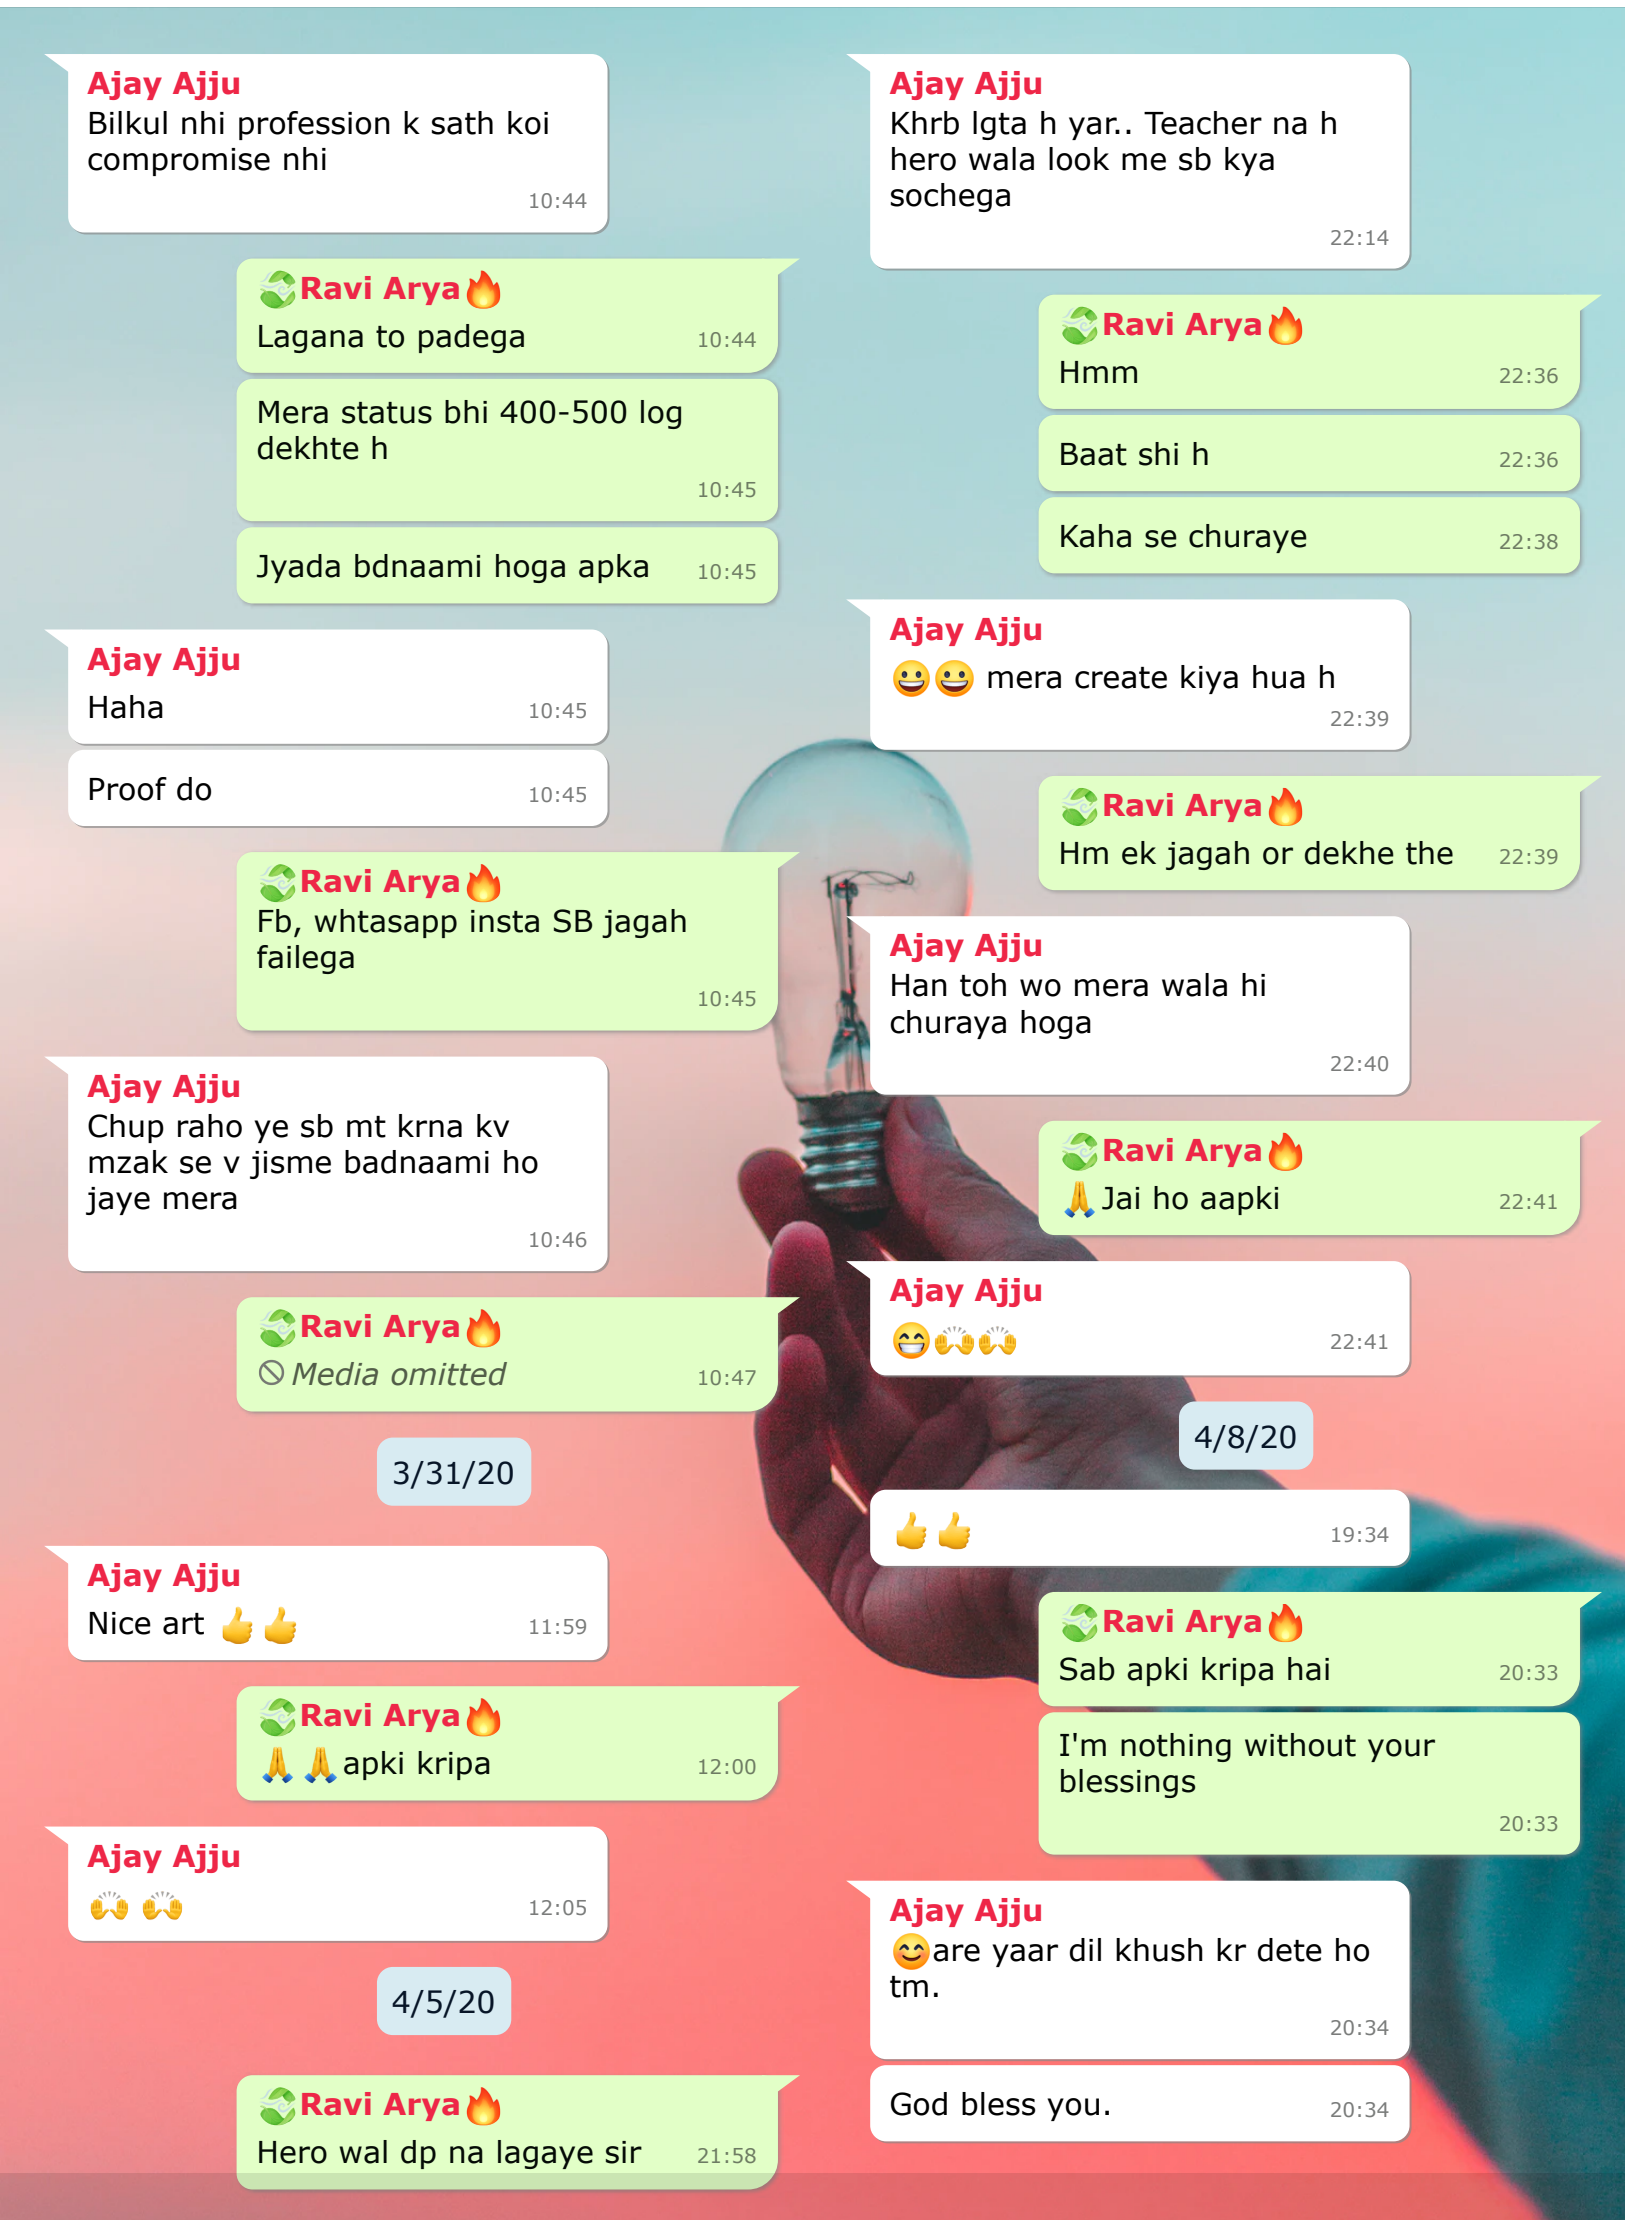 Ajay Ajju
Bilkul nhi profession k sath koi
compromise nhi
10:44
Ravi Arya🔥
Lagana to padega 10:44
Mera status bhi 400-500 log
dekhte h
10:45
Jyada bdnaami hoga apka 10:45
Ajay Ajju
Haha 10:45
Proof do 10:45
Ravi Arya🔥
Fb, whtasapp insta SB jagah
failega
10:45
Ajay Ajju
Chup raho ye sb mt krna kv
mzak se v jisme badnaami ho
jaye mera
10:46
Ravi Arya🔥
Media omitted 10:47
3/31/20
Ajay Ajju
Nice art 👍👍 11:59
Ravi Arya🔥
🙏🙏apki kripa 12:00
Ajay Ajju
🙌 🙌 12:05
4/5/20
Ravi Arya🔥
Hero wal dp na lagaye sir 21:58
Ajay Ajju
Khrb lgta h yar.. Teacher na h
hero wala look me sb kya
sochega
22:14
Ravi Arya🔥
Hmm 22:36
Baat shi h 22:36
Kaha se churaye 22:38
Ajay Ajju
😀😀 mera create kiya hua h
22:39
Ravi Arya🔥
Hm ek jagah or dekhe the 22:39
Ajay Ajju
Han toh wo mera wala hi
churaya hoga
22:40
Ravi Arya🔥
🙏Jai ho aapki 22:41
Ajay Ajju
😁🙌🙌 22:41
4/8/20
👍👍 19:34
Ravi Arya🔥
Sab apki kripa hai 20:33
I'm nothing without your
blessings
20:33
Ajay Ajju
😊are yaar dil khush kr dete ho
tm.
20:34
God bless you. 20:34